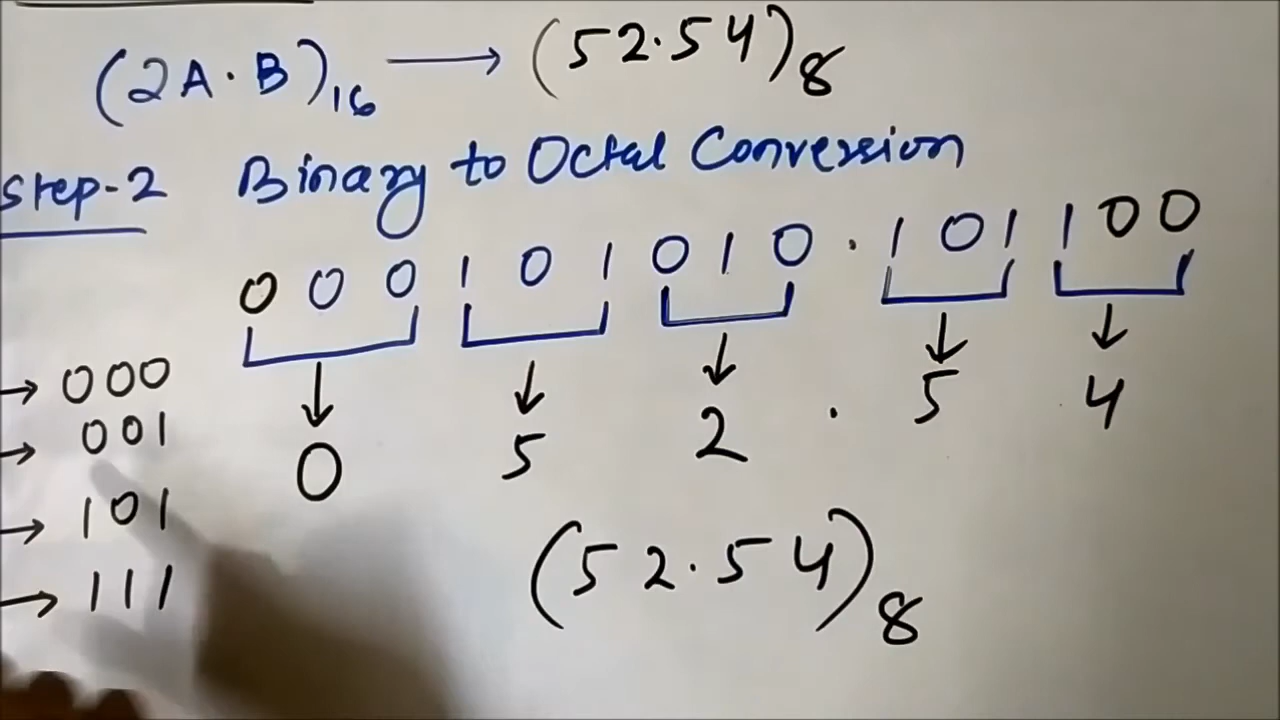 (2A.B)16 → (52.54)8
Step-2 Binary to Octal Conversion
0 0 0 1 0 1 0 1 0 . 1 0 1 1 0 0
0 5 2 . 5 4
→ 000
→ 001
→ 101
→ 111
(52.54)8